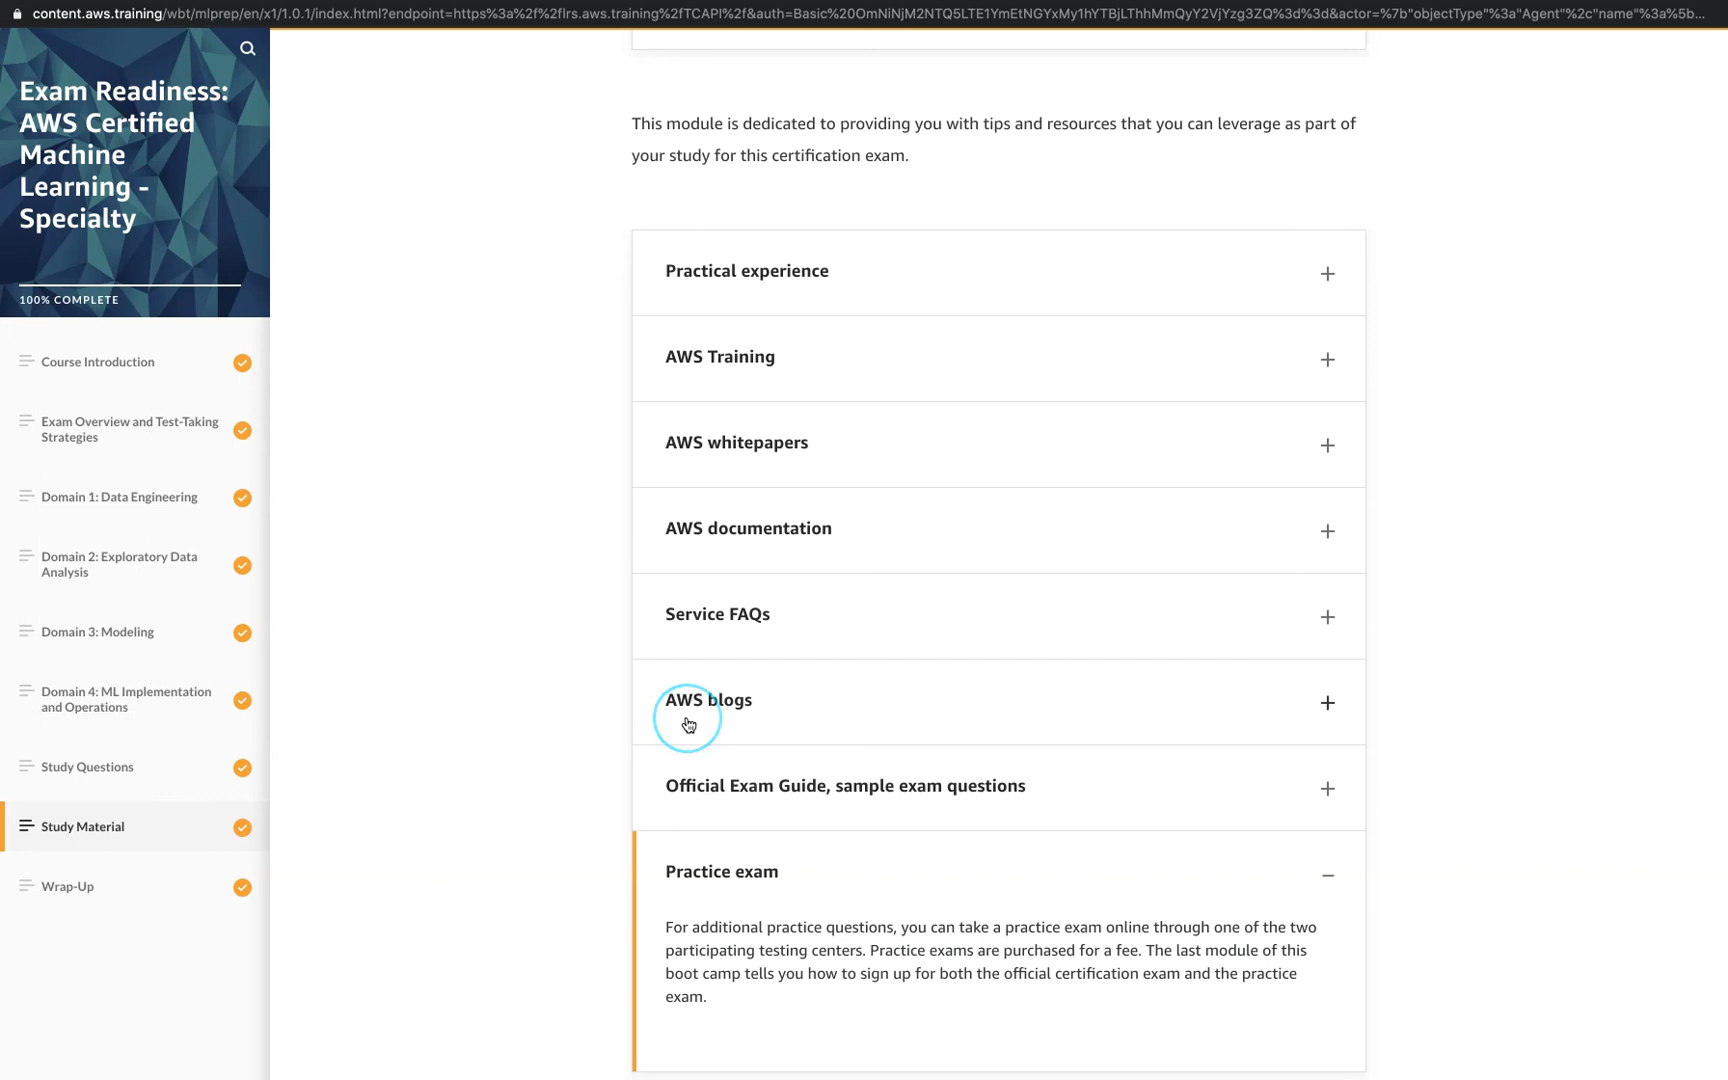 content.aws.training/wbt/mlprep/en/x1/1.0.1/index.html?endpoint=https%3a%2f%2flrs.aws.training%2fTCAPI%2f&auth=Basic%20OmNiNjM2NTQ5LTE1YmEtNGYxMy1hYTBjLThhMmQyY2VjYzg3ZQ%3d%3d&actor=%7b"objectType"%3a"Agent"%2c"name"%3a%5b...
Exam Readiness:
AWS Certified
Machine
Learning -
Specialty
100% COMPLETE
Course Introduction
Exam Overview and Test-Taking
Strategies
Domain 1: Data Engineering
Domain 2: Exploratory Data
Analysis
Domain 3: Modeling
Domain 4: ML Implementation
and Operations
Study Questions
Study Material
Wrap-Up
This module is dedicated to providing you with tips and resources that you can leverage as part of
your study for this certification exam.
Practical experience
AWS Training
AWS whitepapers
AWS documentation
Service FAQs
AWS blogs
Official Exam Guide, sample exam questions
Practice exam
For additional practice questions, you can take a practice exam online through one of the two
participating testing centers. Practice exams are purchased for a fee. The last module of this
boot camp tells you how to sign up for both the official certification exam and the practice
exam.